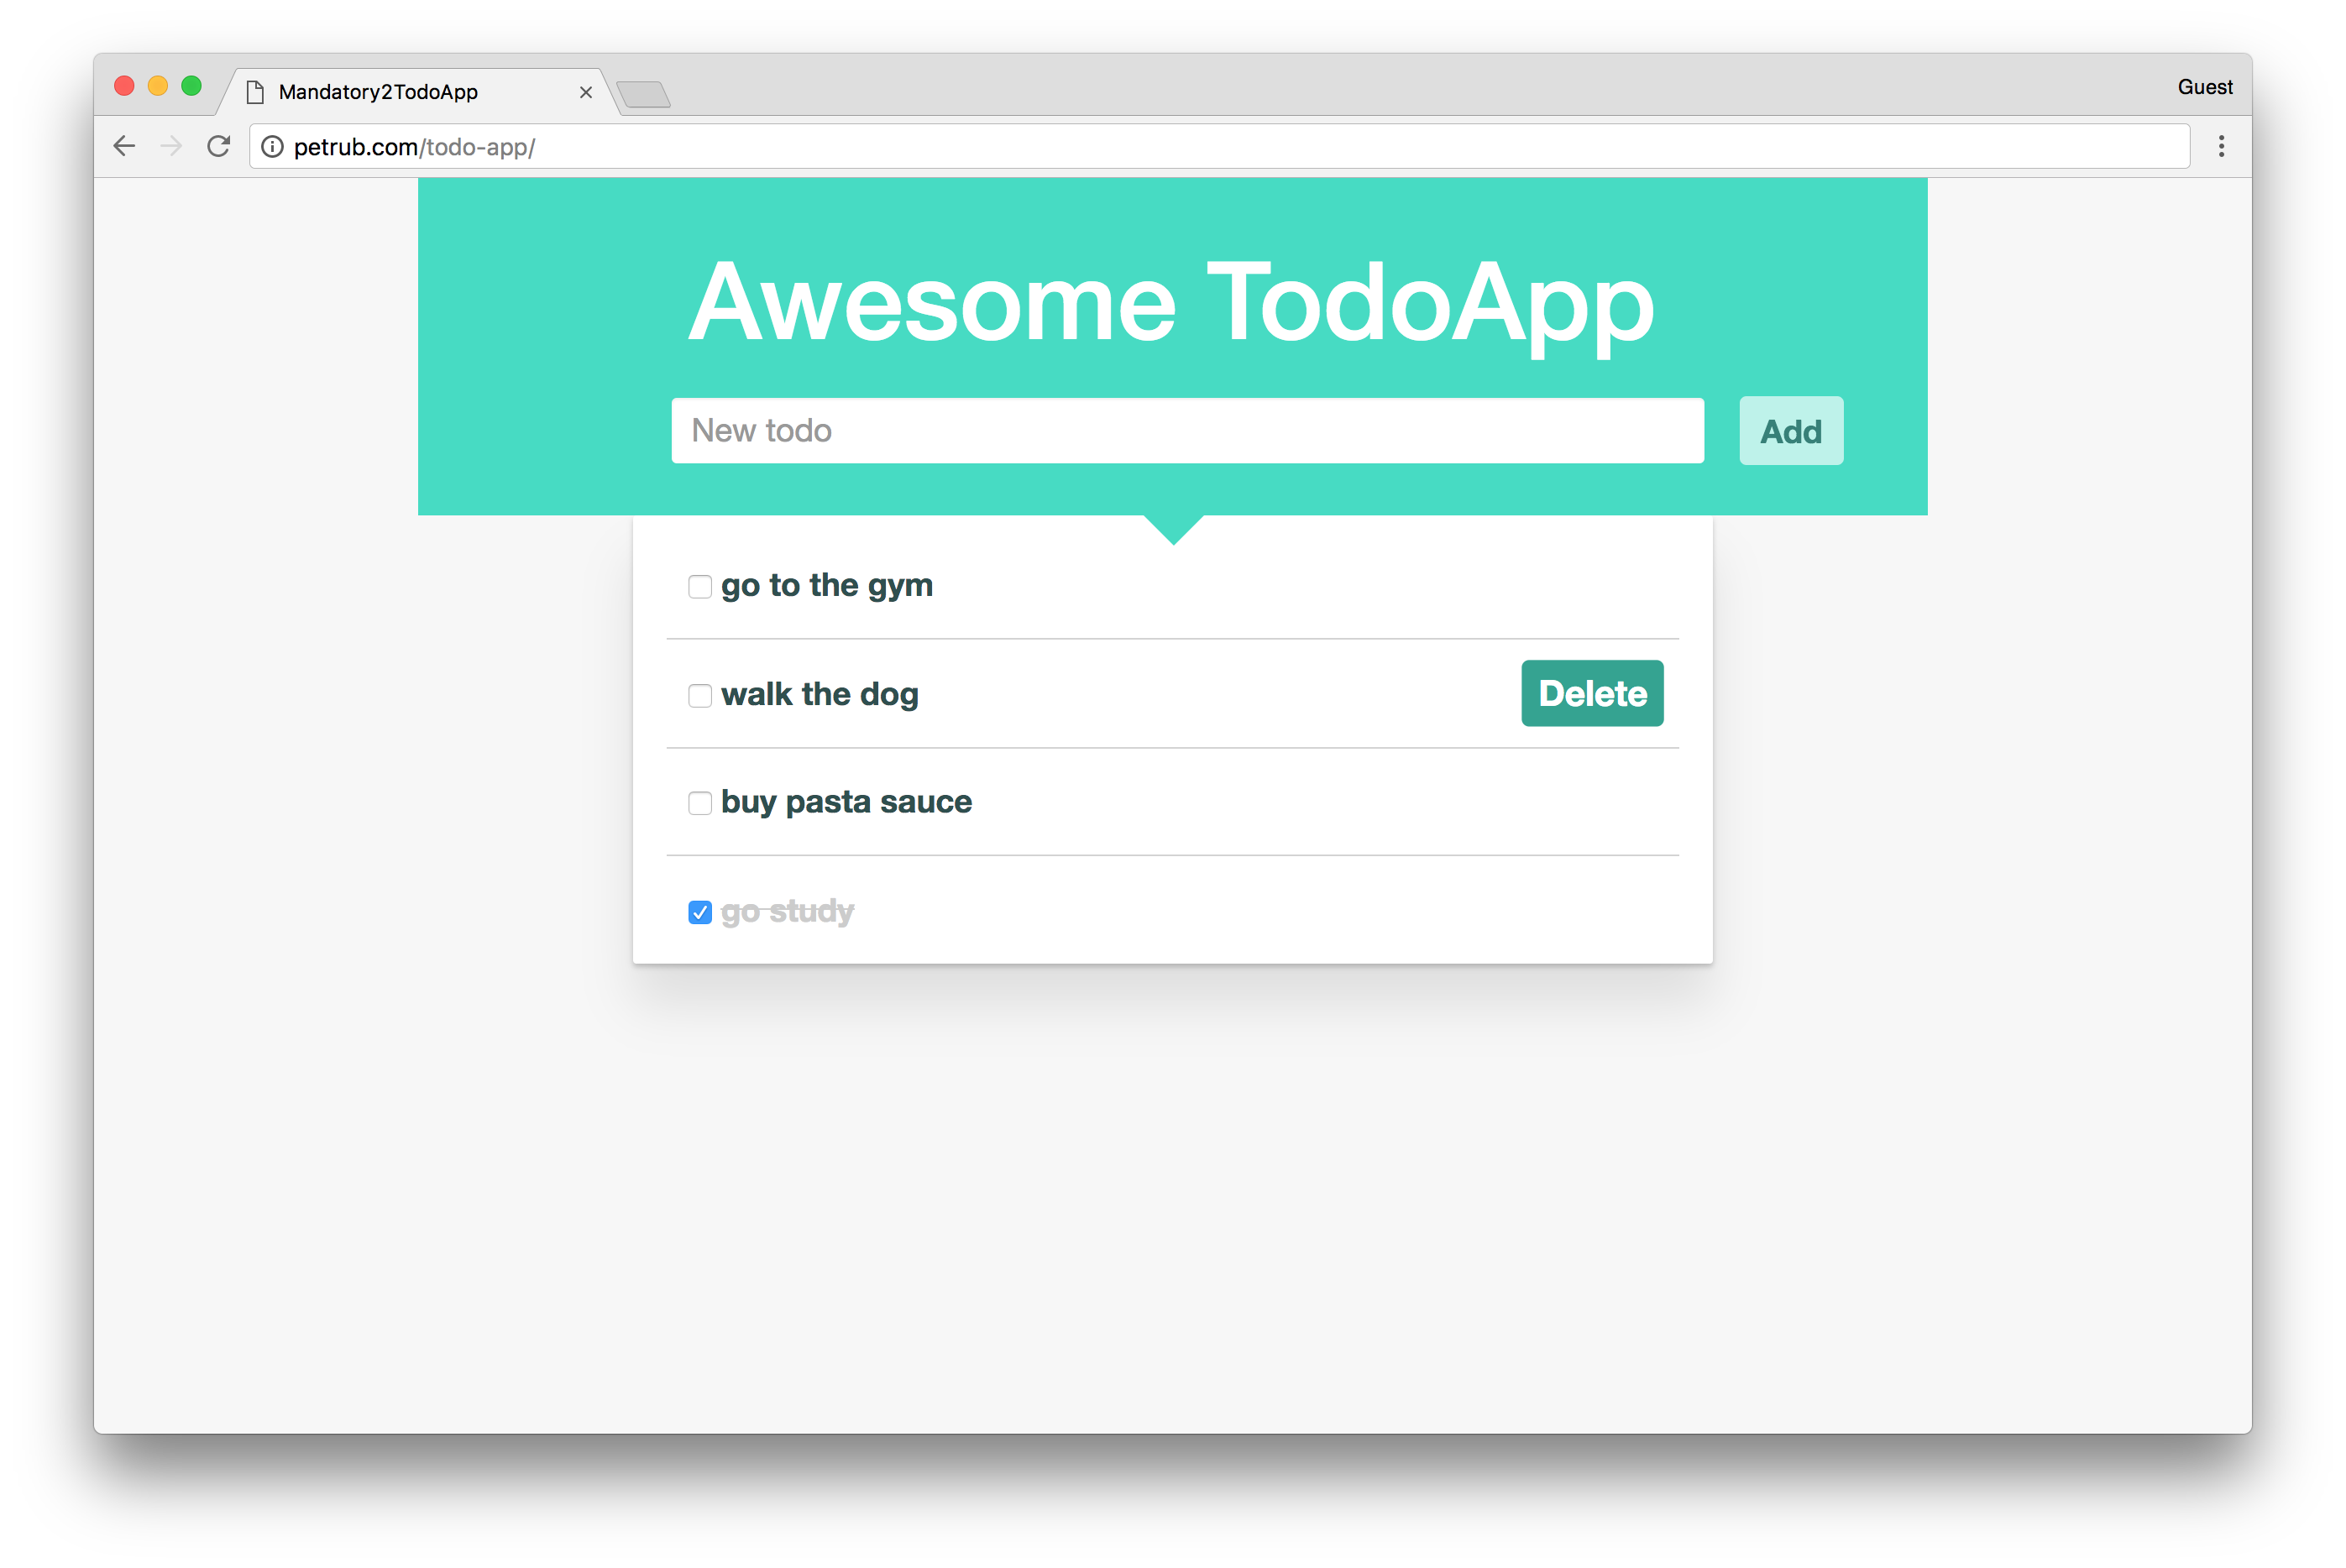 Mandatory2TodoApp
Guest
petrub.com/todo-app/
Awesome TodoApp
New todo
Add
go to the gym
walk the dog
Delete
buy pasta sauce
go study